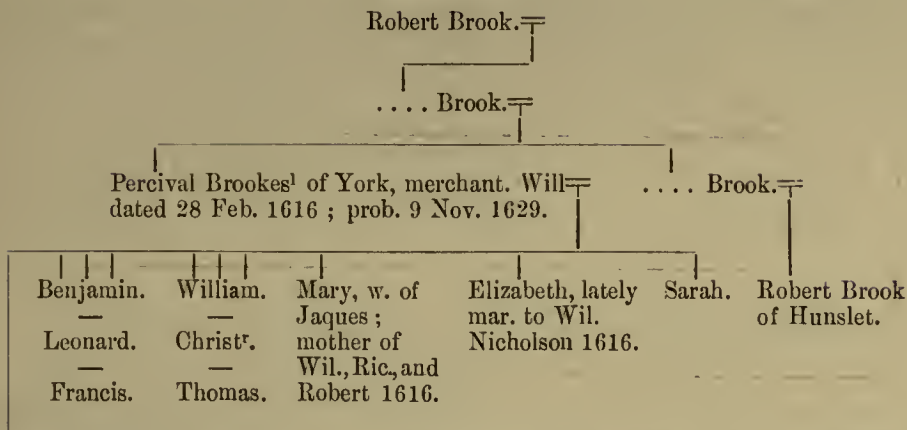 Robert Brook.
. . . . Brook.
Percival Brookes¹ of York, merchant. Will
dated 28 Feb. 1616 ; prob. 9 Nov. 1629.
. . . . Brook.
Benjamin.
—
Leonard.
—
Francis.
William.
—
Christʳ.
—
Thomas.
Mary, w. of
Jaques ;
mother of
Wil., Ric., and
Robert 1616.
Elizabeth, lately
mar. to Wil.
Nicholson 1616.
Sarah.
Robert Brook
of Hunslet.